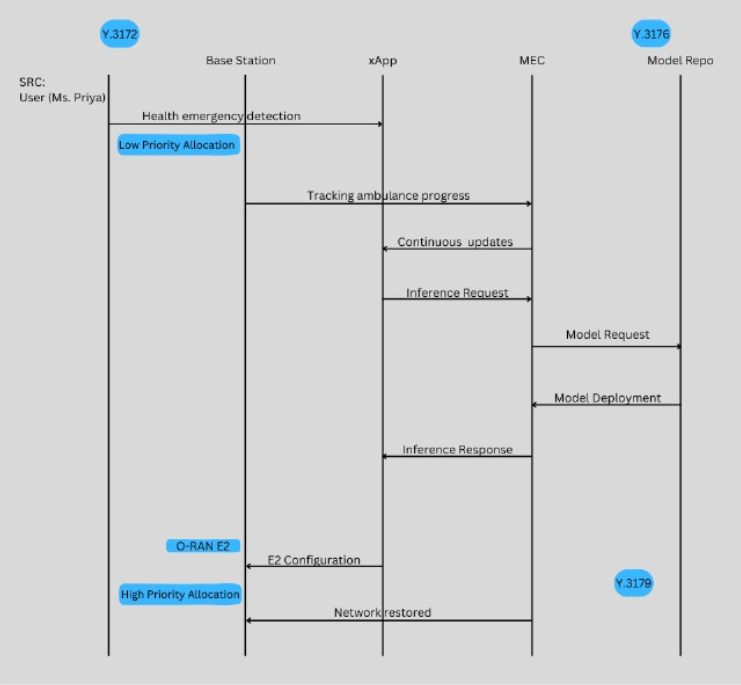 Y.3172
Y.3176
Base Station
xApp
MEC
Model Repo
SRC:
User (Ms. Priya)
Health emergency detection
Low Priority Allocation
Tracking ambulance progress
Continuous updates
Inference Request
Model Request
Model Deployment
Inference Response
O-RAN E2
E2 Configuration
Y.3179
High Priority Allocation
Network restored